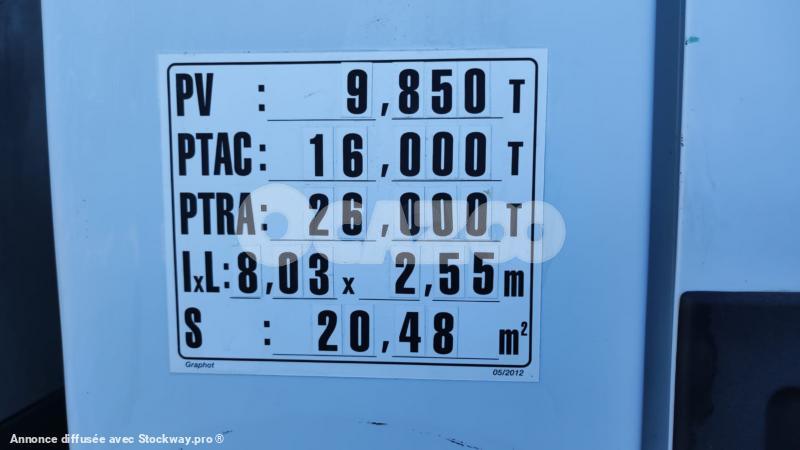 PV : 9,850 T
PTAC: 16,000 T
PTRA: 26,000 T
IxL: 8,03 x 2,55 m
S : 20,48 m²
Graphot 05/2012
OCAZOO
Annonce diffusée avec Stockway.pro®